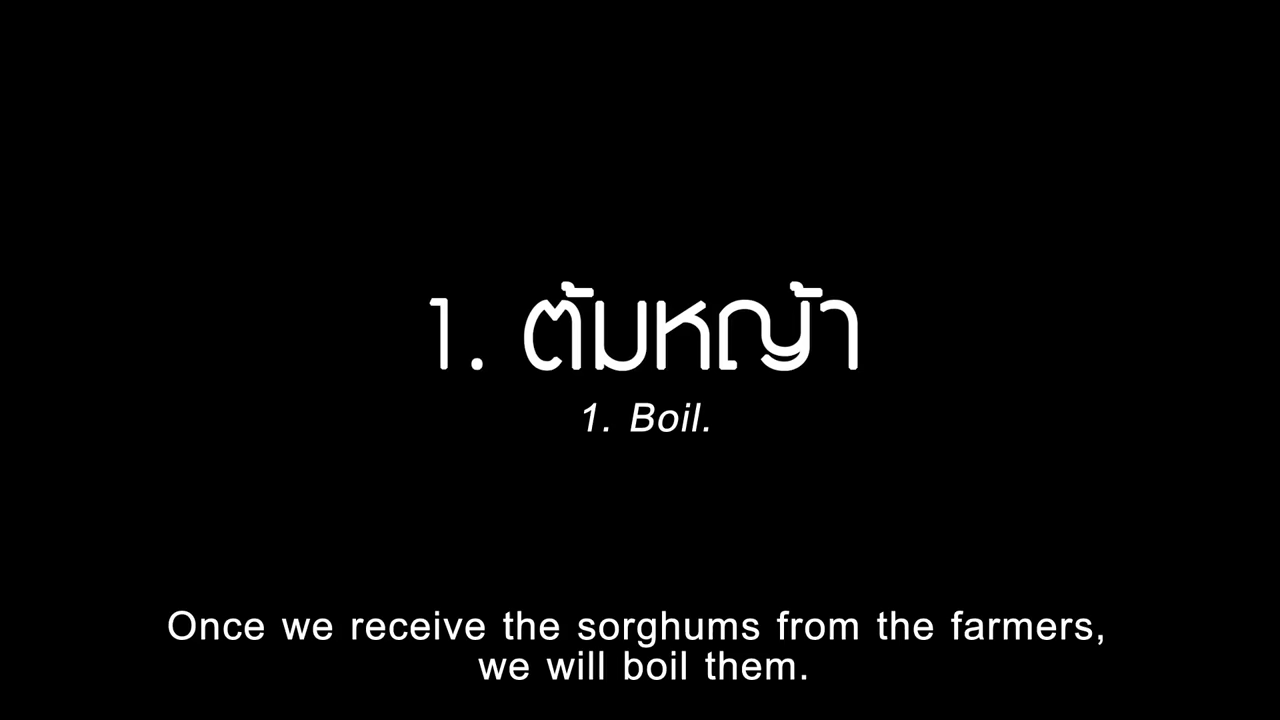 1. ต้มหญ้า
1. Boil.
Once we receive the sorghums from the farmers,
we will boil them.